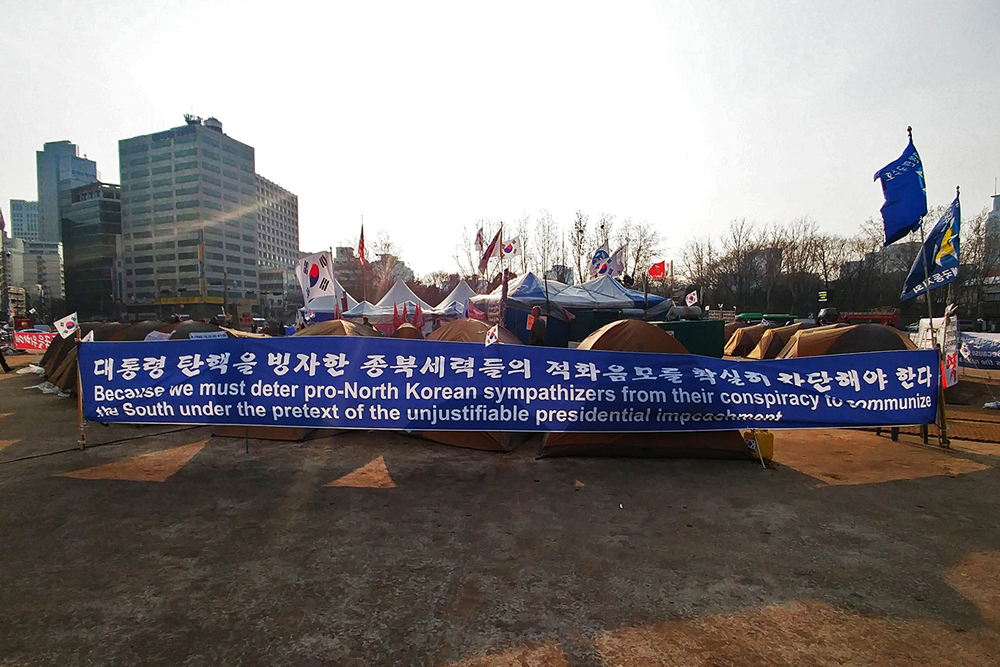 대통령 탄핵을 빙자한 종북세력들의 적화음모를 확실히 차단해야 한다
Because we must deter pro-North Korean sympathizers from their conspiracy to communize
the South under the pretext of the unjustifiable presidential impeachment